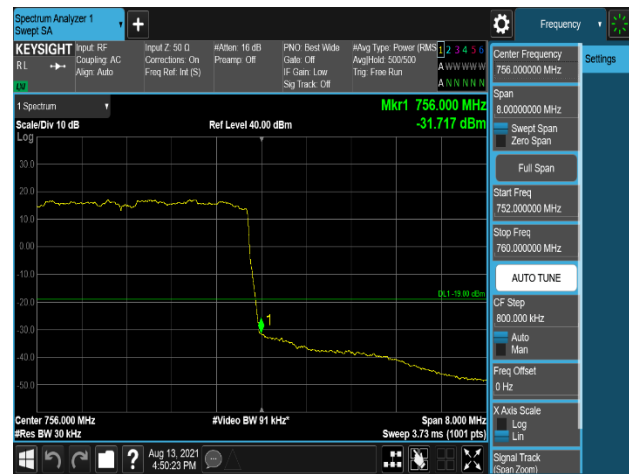 Spectrum Analyzer 1
Swept SA
+
Frequency
KEYSIGHT
RL
Input: RF
Coupling: AC
Align: Auto
Input Z: 50 Ω
Corrections: On
Freq Ref: Int (S)
#Atten: 16 dB
Preamp: Off
PNO: Best Wide
Gate: Off
IF Gain: Low
Sig Track: Off
#Avg Type: Power (RMS
Avg|Hold: 500/500
Trig: Free Run
1 2 3 4 5 6
A W W W W W
A N N N N N
LXI
1 Spectrum
Scale/Div 10 dB
Ref Level 40.00 dBm
Mkr1 756.000 MHz
-31.717 dBm
Log
30.0
20.0
10.0
0.00
-10.0
-20.0
-30.0
-40.0
-50.0
DL1 -19.00 dBm
1
Center 756.000 MHz
#Res BW 30 kHz
#Video BW 91 kHz*
Span 8.000 MHz
Sweep 3.73 ms (1001 pts)
Center Frequency
756.000000 MHz
Settings
Span
8.00000000 MHz
Swept Span
Zero Span
Full Span
Start Freq
752.000000 MHz
Stop Freq
760.000000 MHz
AUTO TUNE
CF Step
800.000 kHz
Auto
Man
Freq Offset
0 Hz
X Axis Scale
Log
Lin
Signal Track
(Span Zoom)
?
Aug 13, 2021
4:50:23 PM